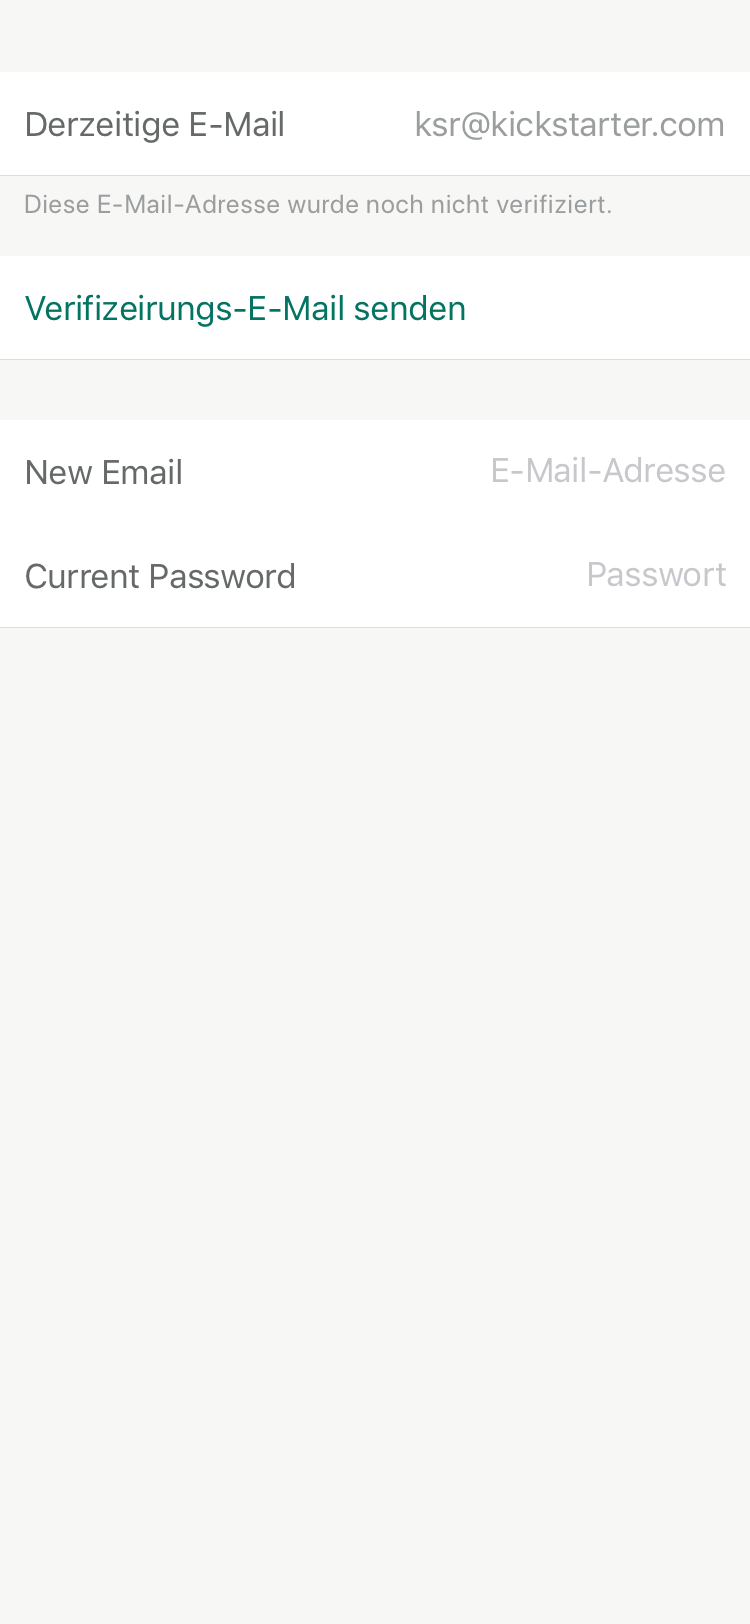 Derzeitige E-Mail ksr@kickstarter.com
Diese E-Mail-Adresse wurde noch nicht verifiziert.
Verifizeirungs-E-Mail senden
New Email E-Mail-Adresse
Current Password Passwort